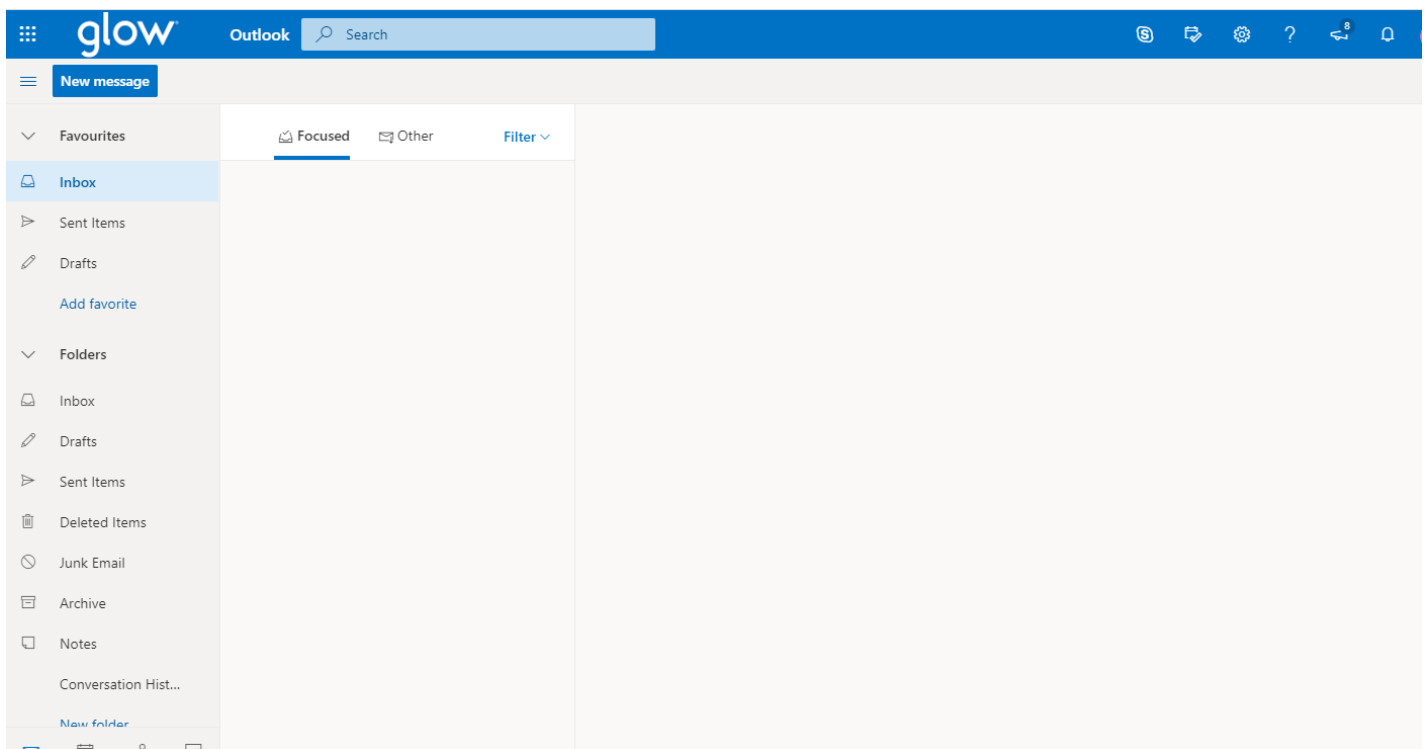 glow
Outlook
Search
8
New message
Favourites
Focused
Other
Filter
Inbox
Sent Items
Drafts
Add favorite
Folders
Inbox
Drafts
Sent Items
Deleted Items
Junk Email
Archive
Notes
Conversation Hist...
New folder